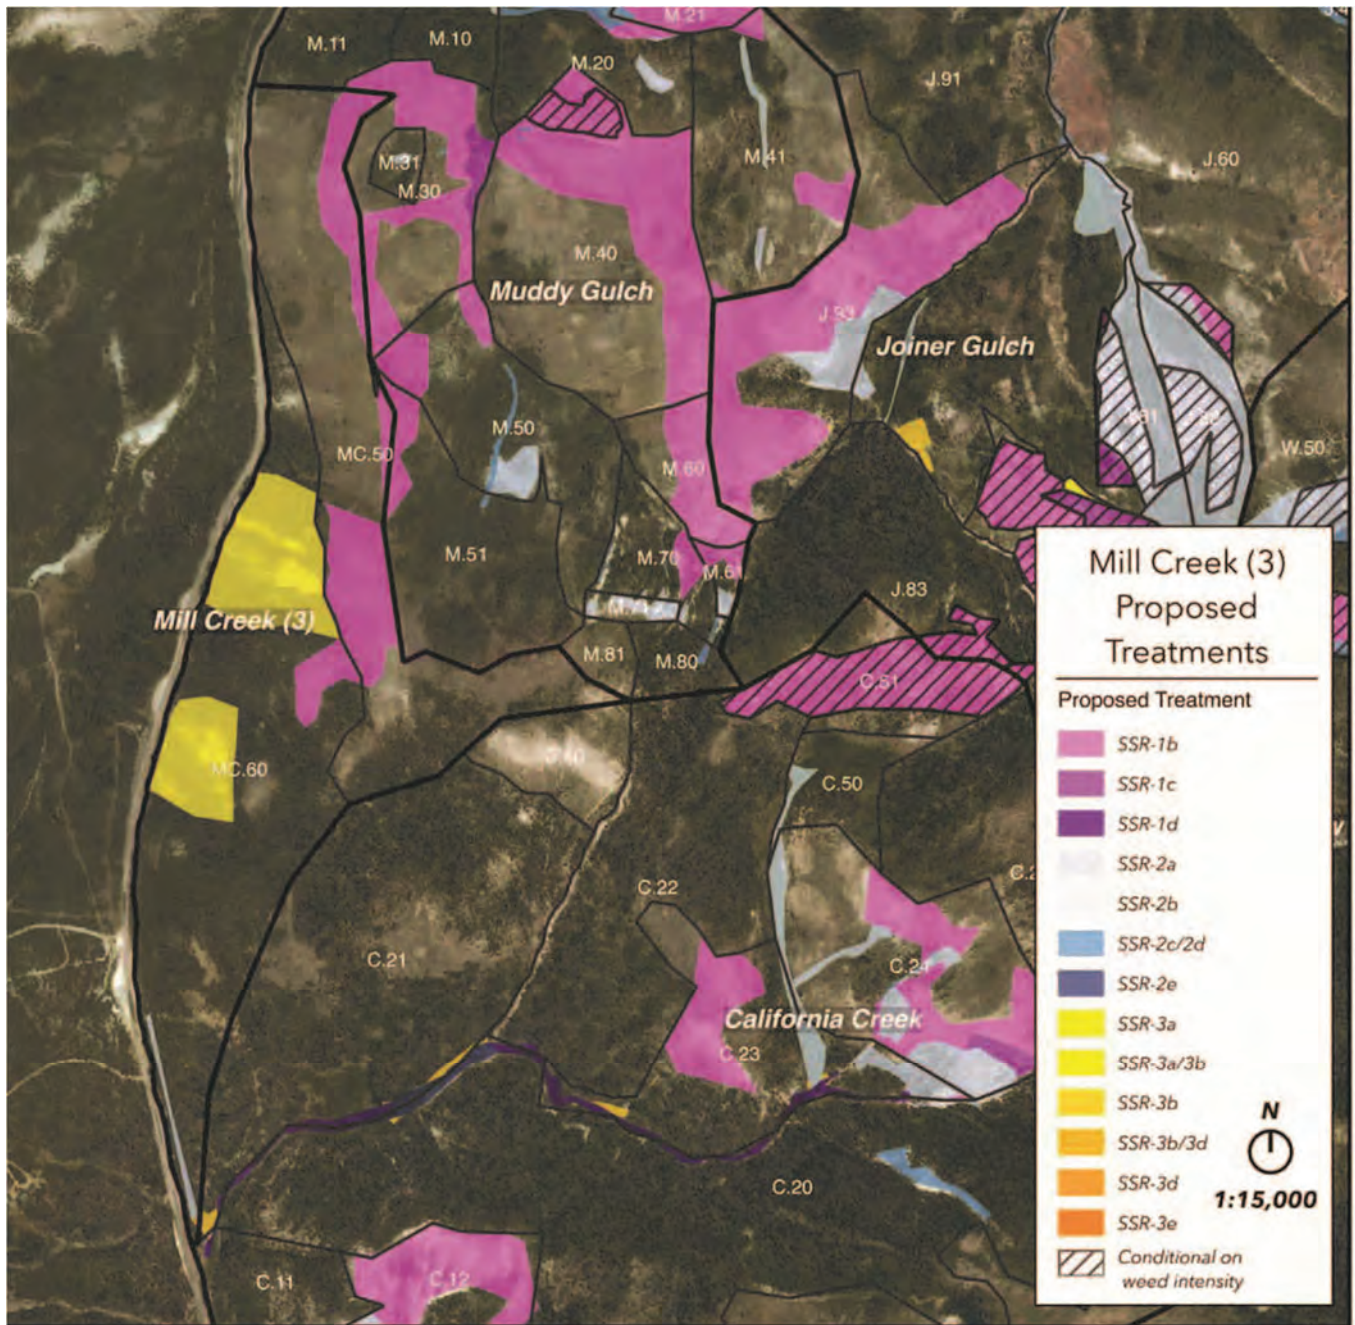 M.21
M.11
M.10
M.20
J.91
M.41
J.60
M.31
M.30
M.40
Muddy Gulch
J.93
Joiner Gulch
M.50
W.50
MC.50
M.60
M.51
M.70
M.61
J.83
Mill Creek (3)
M.81
M.80
C.51
MC.60
C.50
C.22
C.21
C.24
California Creek
C.23
C.20
C.11
C.12
Mill Creek (3)
Proposed
Treatments
Proposed Treatment
SSR-1b
SSR-1c
SSR-1d
SSR-2a
SSR-2b
SSR-2c/2d
SSR-2e
SSR-3a
SSR-3a/3b
SSR-3b
SSR-3b/3d
SSR-3d
SSR-3e
Conditional on
weed intensity
N
1:15,000